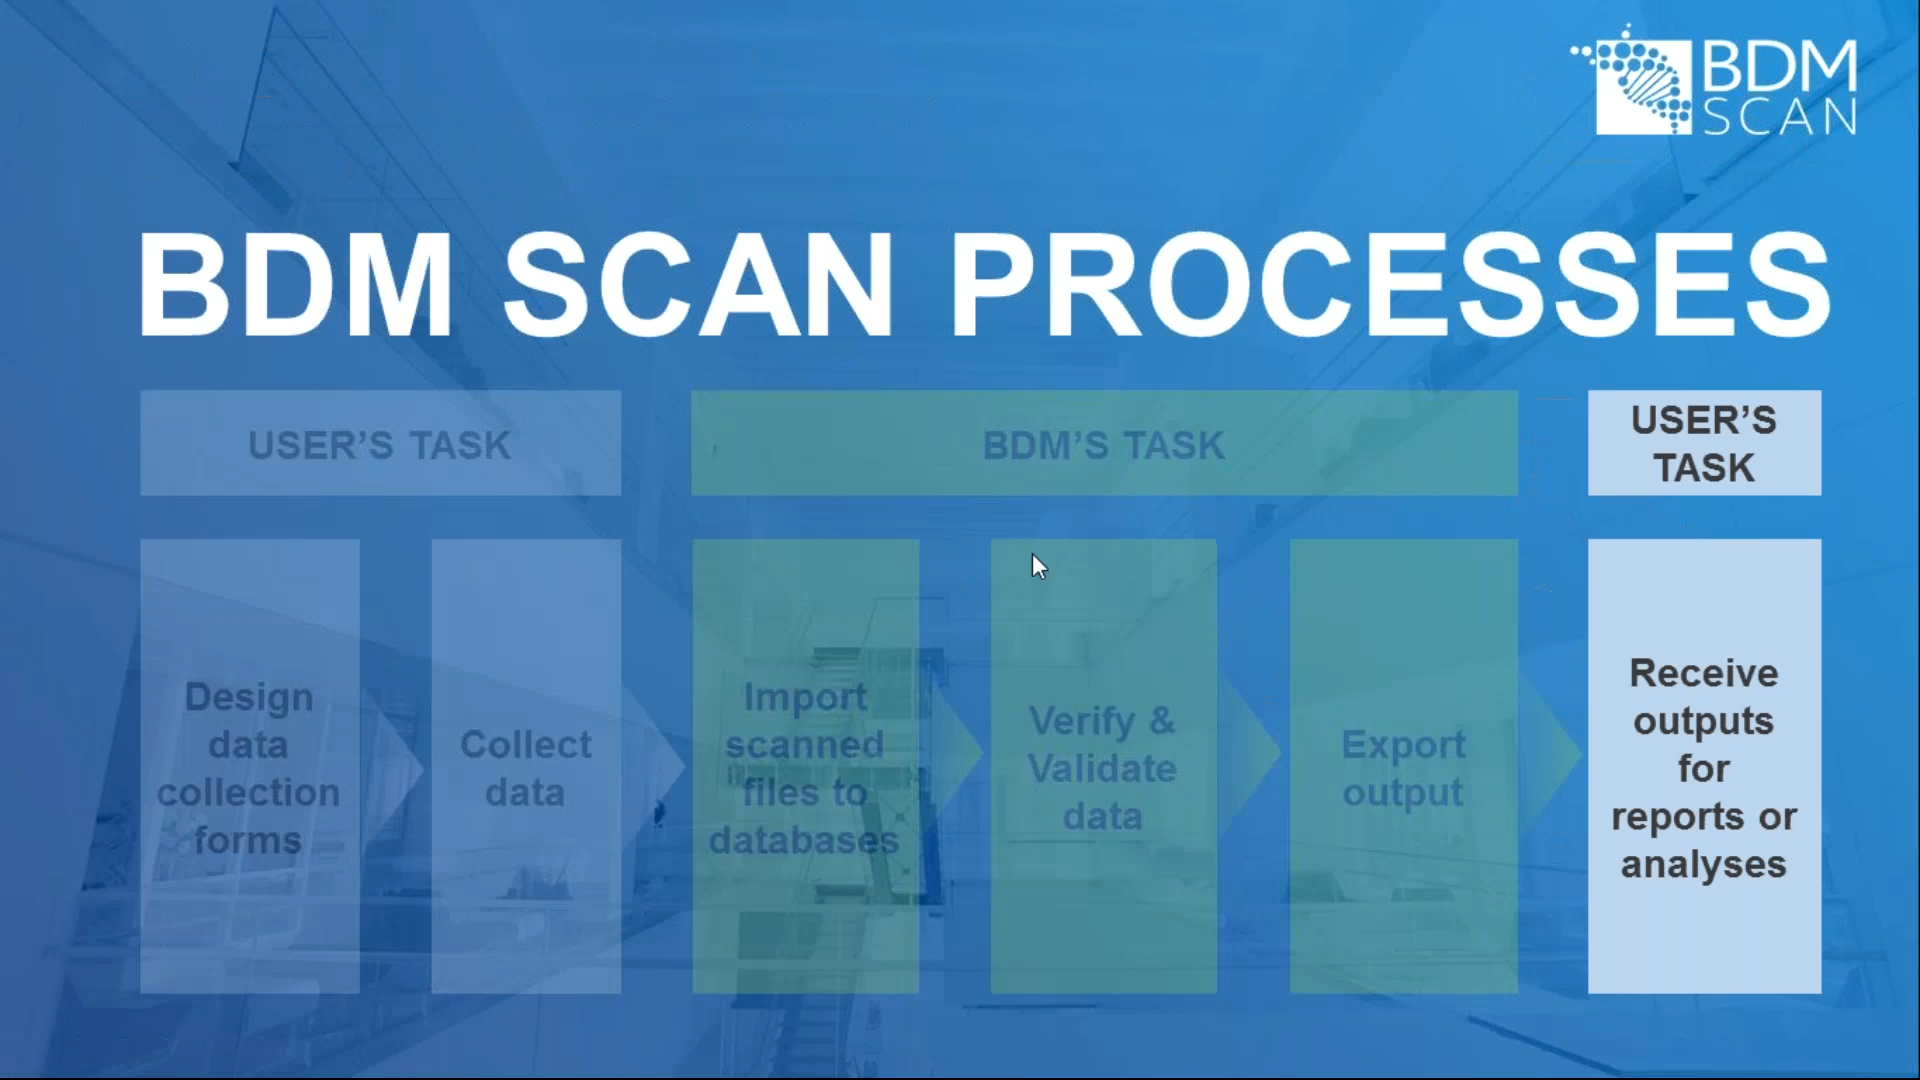 BDM
SCAN
BDM SCAN PROCESSES
USER'S TASK
BDM'S TASK
USER'S
TASK
Design
data
collection
forms
Collect
data
Import
scanned
files to
databases
Verify &
Validate
data
Export
output
Receive
outputs
for
reports or
analyses